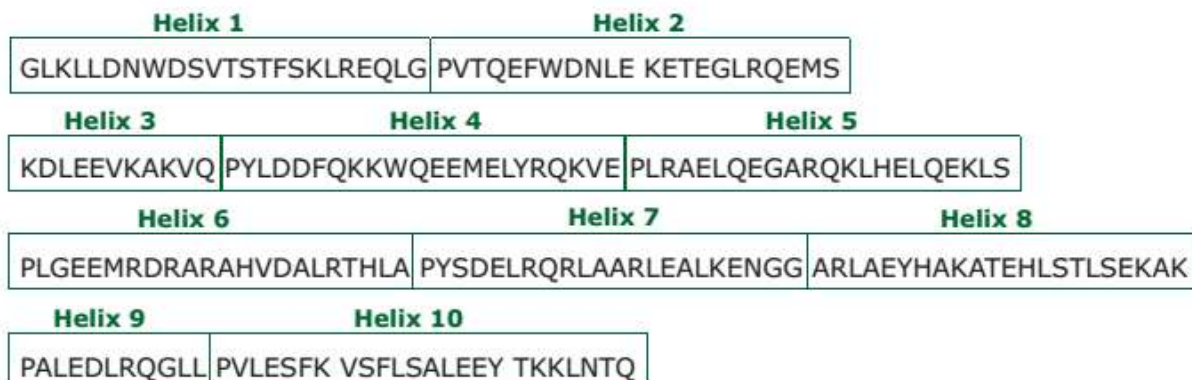 Helix 1 Helix 2
GLKLLDNWDSVTSTFSKLREQLG PVTQEFWDNLE KETEGLRQEMS
Helix 3 Helix 4 Helix 5
KDLEEVKAKVQ PYLDDFQKKWQEEMELYRQKVE PLRAELQEGARQKLHELQEKLS
Helix 6 Helix 7 Helix 8
PLGEEMRDRARAHVDALRTHLA PYSDELRQRLAARLEALKENGG ARLAEYHAKATEHLSTLSEKAK
Helix 9 Helix 10
PALEDLRQGLL PVLESFK VSFLSALEEY TKKLNTQ